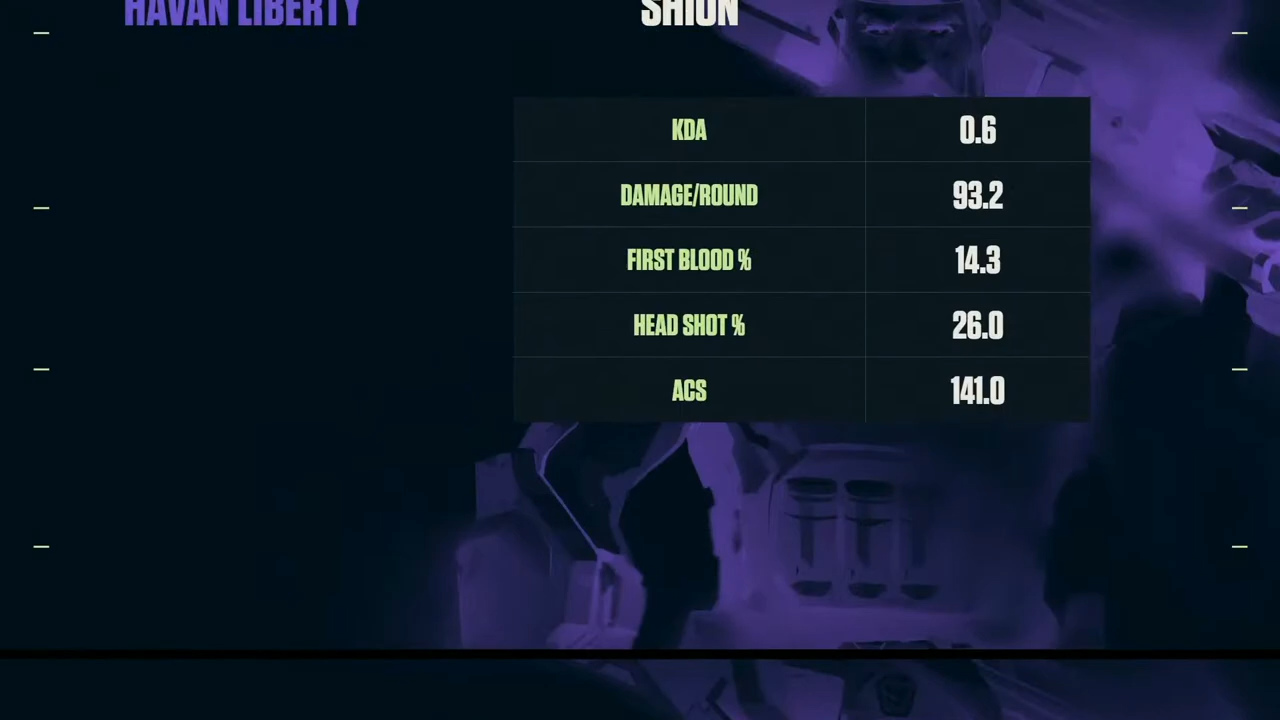 HAVAN LIBERTY
SHION
KDA 0.6
DAMAGE/ROUND 93.2
FIRST BLOOD % 14.3
HEAD SHOT % 26.0
ACS 141.0